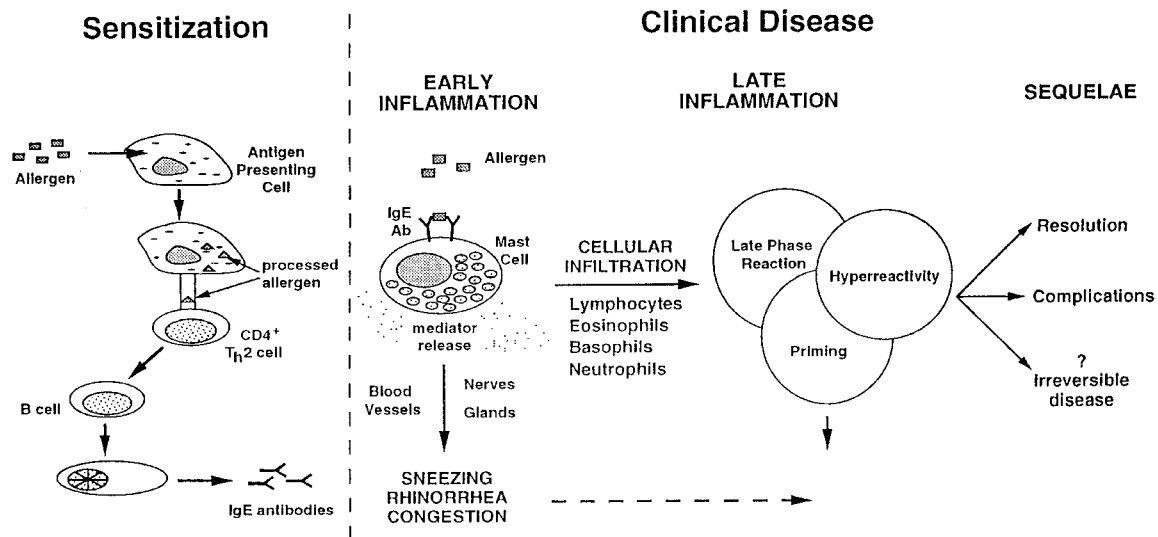 Sensitization
Allergen
Antigen
Presenting
Cell
processed
allergen
CD4+
Th2 cell
B cell
IgE antibodies
Clinical Disease
EARLY
INFLAMMATION
Allergen
IgE
Ab
Mast
Cell
mediator
release
Blood
Vessels
Nerves
Glands
SNEEZING
RHINORRHEA
CONGESTION
CELLULAR
INFILTRATION
Lymphocytes
Eosinophils
Basophils
Neutrophils
LATE
INFLAMMATION
Late Phase
Reaction
Hyperreactivity
Priming
SEQUELAE
Resolution
Complications
?
Irreversible
disease